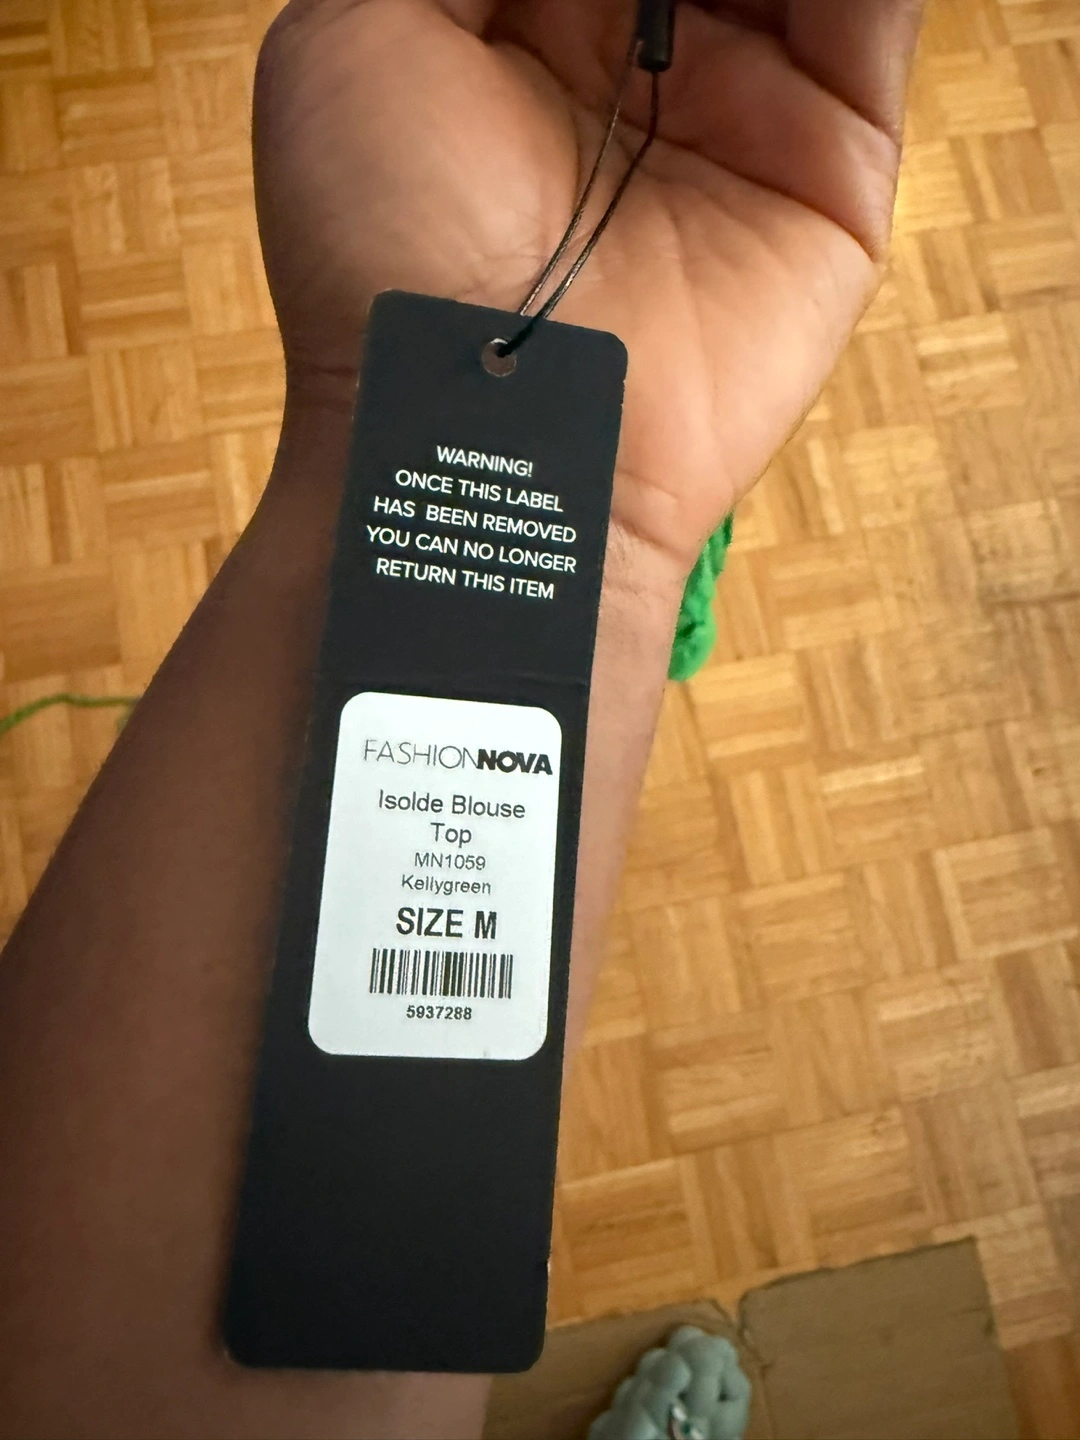 WARNING!
ONCE THIS LABEL
HAS BEEN REMOVED
YOU CAN NO LONGER
RETURN THIS ITEM
FASHIONNOVA
Isolde Blouse
Top
MN1059
Kellygreen
SIZE M
5937288